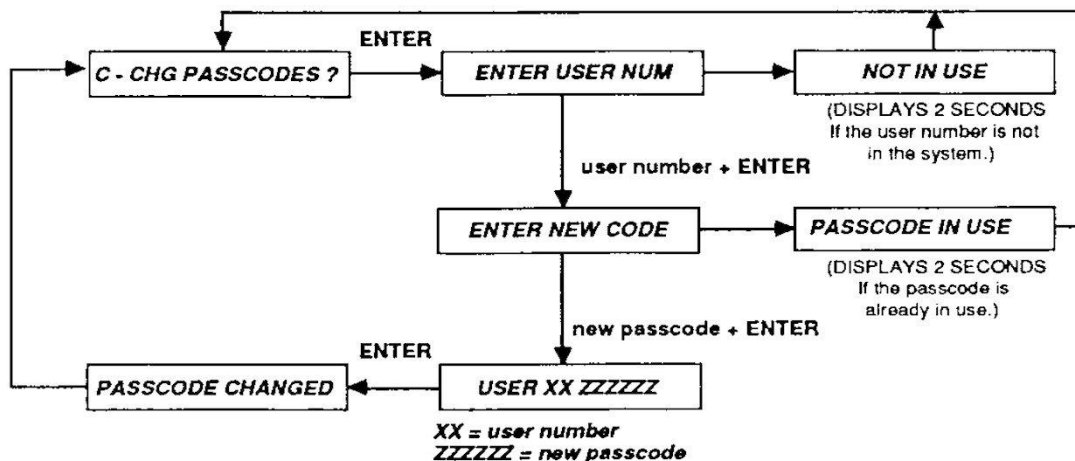 ENTER
C - CHG PASSCODES ?
ENTER USER NUM
NOT IN USE
(DISPLAYS 2 SECONDS
If the user number is not
in the system.)
user number + ENTER
ENTER NEW CODE
PASSCODE IN USE
(DISPLAYS 2 SECONDS
If the passcode is
already in use.)
new passcode + ENTER
ENTER
PASSCODE CHANGED
USER XX ZZZZZZ
XX = user number
ZZZZZZ = new passcode